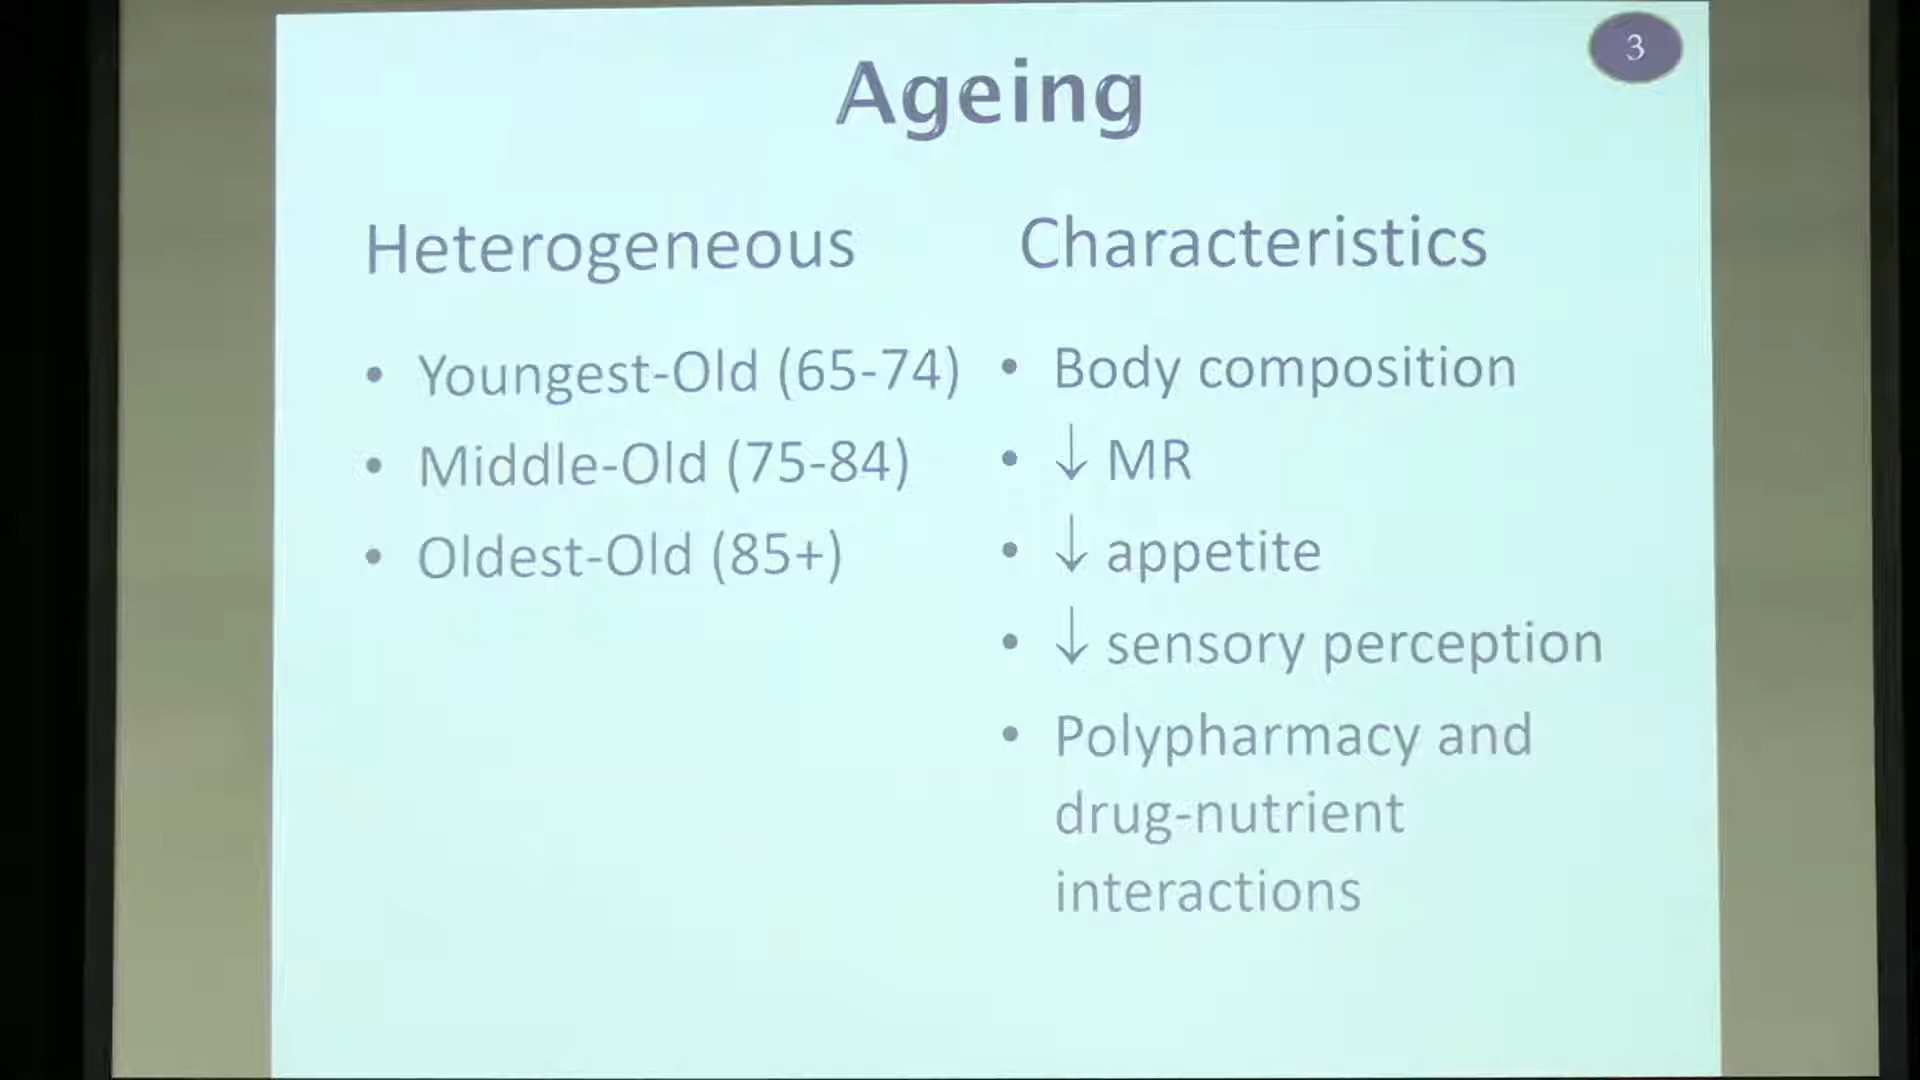 3
Ageing
Heterogeneous
• Youngest-Old (65-74)
• Middle-Old (75-84)
• Oldest-Old (85+)
Characteristics
• Body composition
• ↓ MR
• ↓ appetite
• ↓ sensory perception
• Polypharmacy and
drug-nutrient
interactions